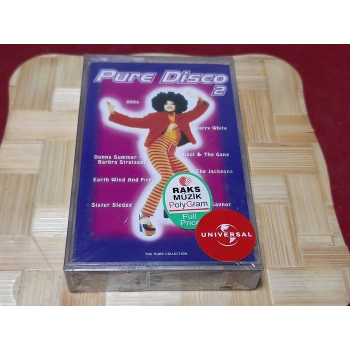 Pure Disco
2
Abba
Barry White
Donna Summer
Barbra Streisand
Kool & The Gang
The Jacksons
Earth Wind And Fire
Sister Sledge
Gaynor
RAKS
MÜZİK
PolyGram
Full
Price
UNIVERSAL
THE PURE COLLECTION